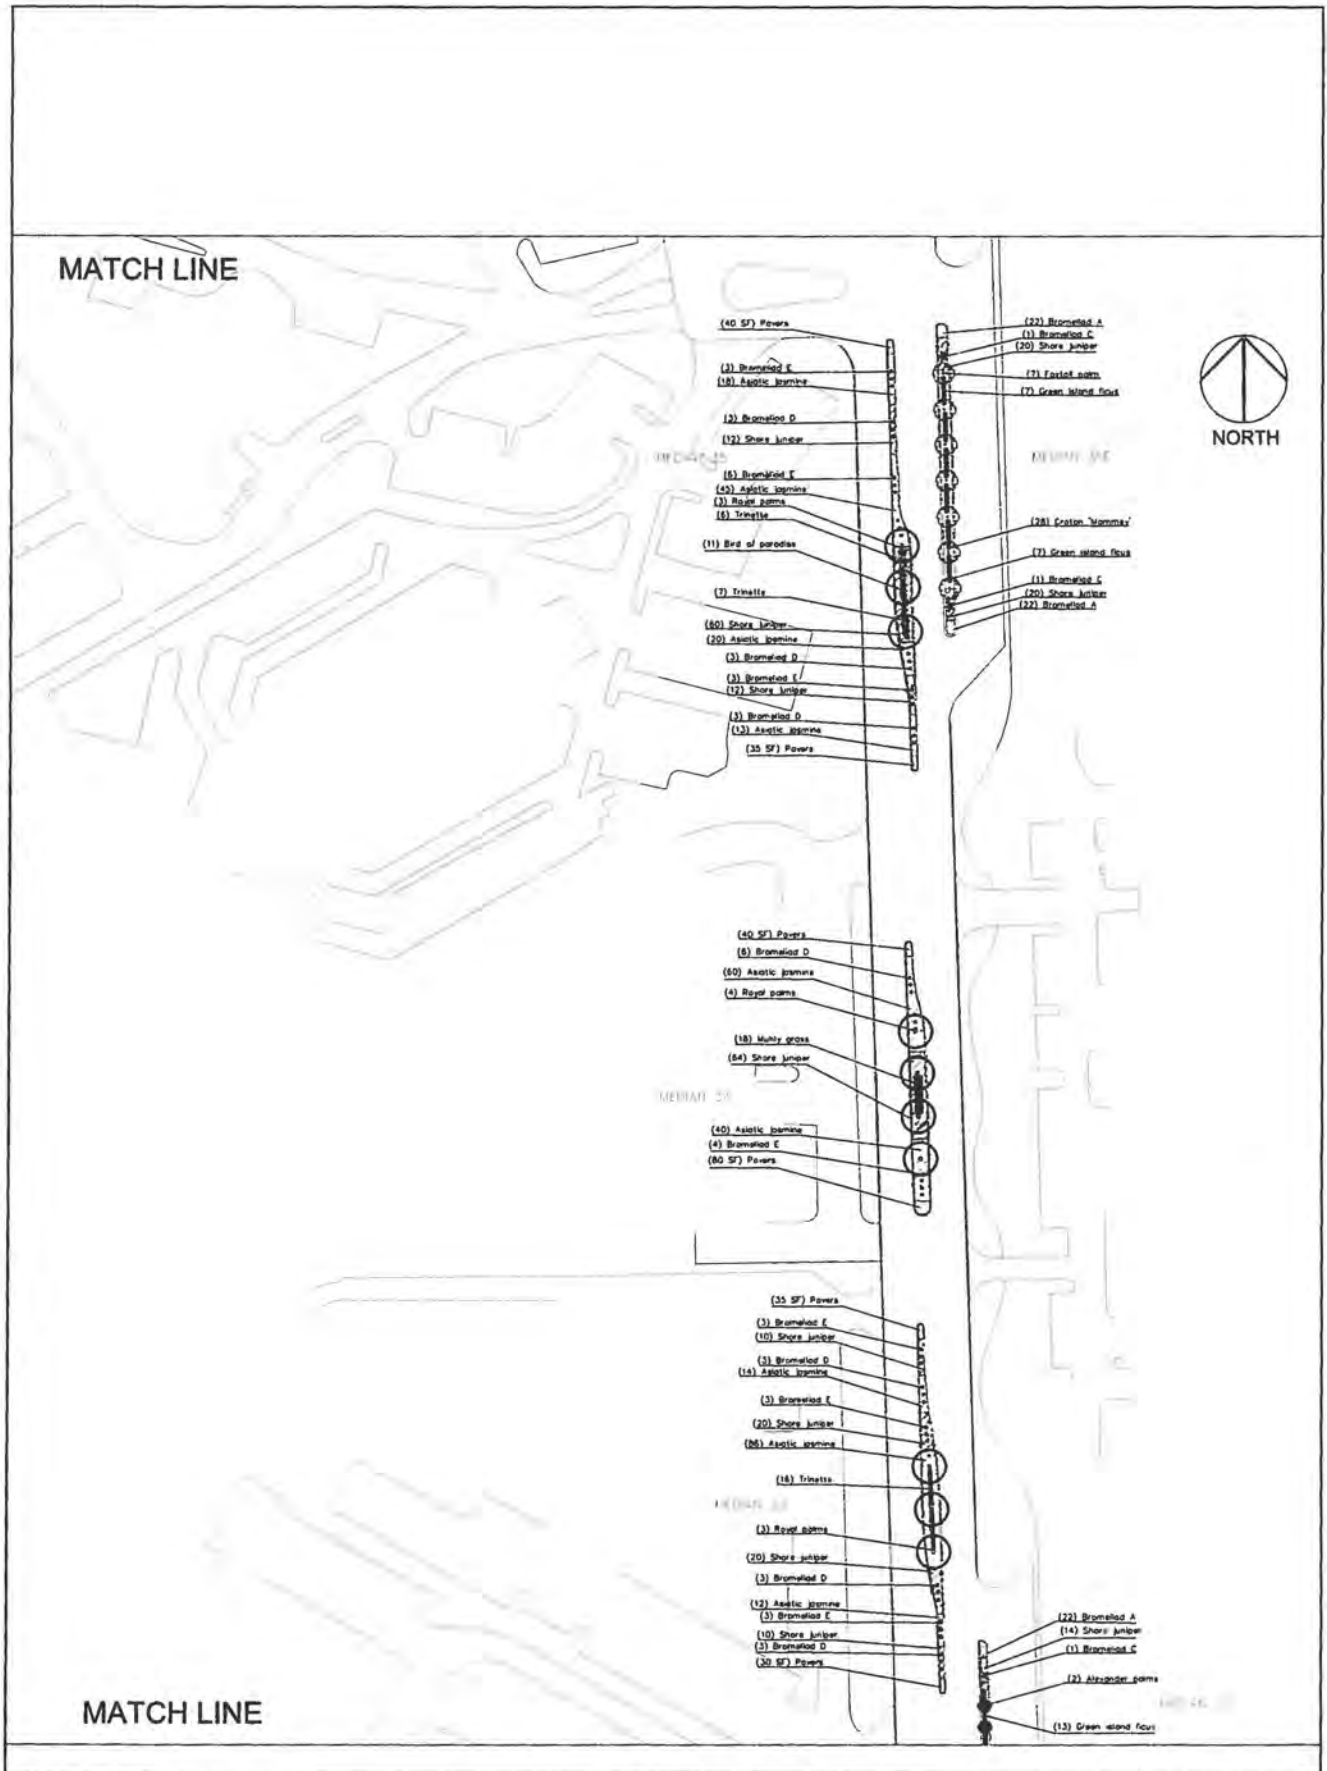 MATCH LINE
(40 SF) Pavers
(3) Bromeliad E
(18) Asiatic jasmine
(3) Bromeliad D
(12) Shore juniper
(6) Bromeliad E
(45) Asiatic jasmine
(3) Royal palms
(6) Trinette
(11) Bird of paradise
(7) Trinette
(60) Shore juniper
(20) Asiatic jasmine
(3) Bromeliad D
(3) Bromeliad E
(12) Shore juniper
(3) Bromeliad D
(13) Asiatic jasmine
(35 SF) Pavers
(22) Bromeliad A
(1) Bromeliad C
(20) Shore juniper
(7) Foxtail palm
(7) Green island ficus
MEDIAN
(28) Croton "Mammey"
(7) Green island ficus
(1) Bromeliad C
(20) Shore juniper
(22) Bromeliad A
NORTH
(40 SF) Pavers
(6) Bromeliad D
(60) Asiatic jasmine
(4) Royal palms
(18) Muhly grass
(64) Shore juniper
MEDIAN
(40) Asiatic jasmine
(4) Bromeliad E
(80 SF) Pavers
(35 SF) Pavers
(3) Bromeliad E
(10) Shore juniper
(3) Bromeliad D
(14) Asiatic jasmine
(3) Bromeliad E
(20) Shore juniper
(86) Asiatic jasmine
(16) Trinette
MEDIAN
(3) Royal palms
(20) Shore juniper
(3) Bromeliad D
(12) Asiatic jasmine
(3) Bromeliad E
(10) Shore juniper
(3) Bromeliad D
(30 SF) Pavers
(22) Bromeliad A
(14) Shore juniper
(1) Bromeliad C
(2) Alexander palms
(13) Green island ficus
MATCH LINE